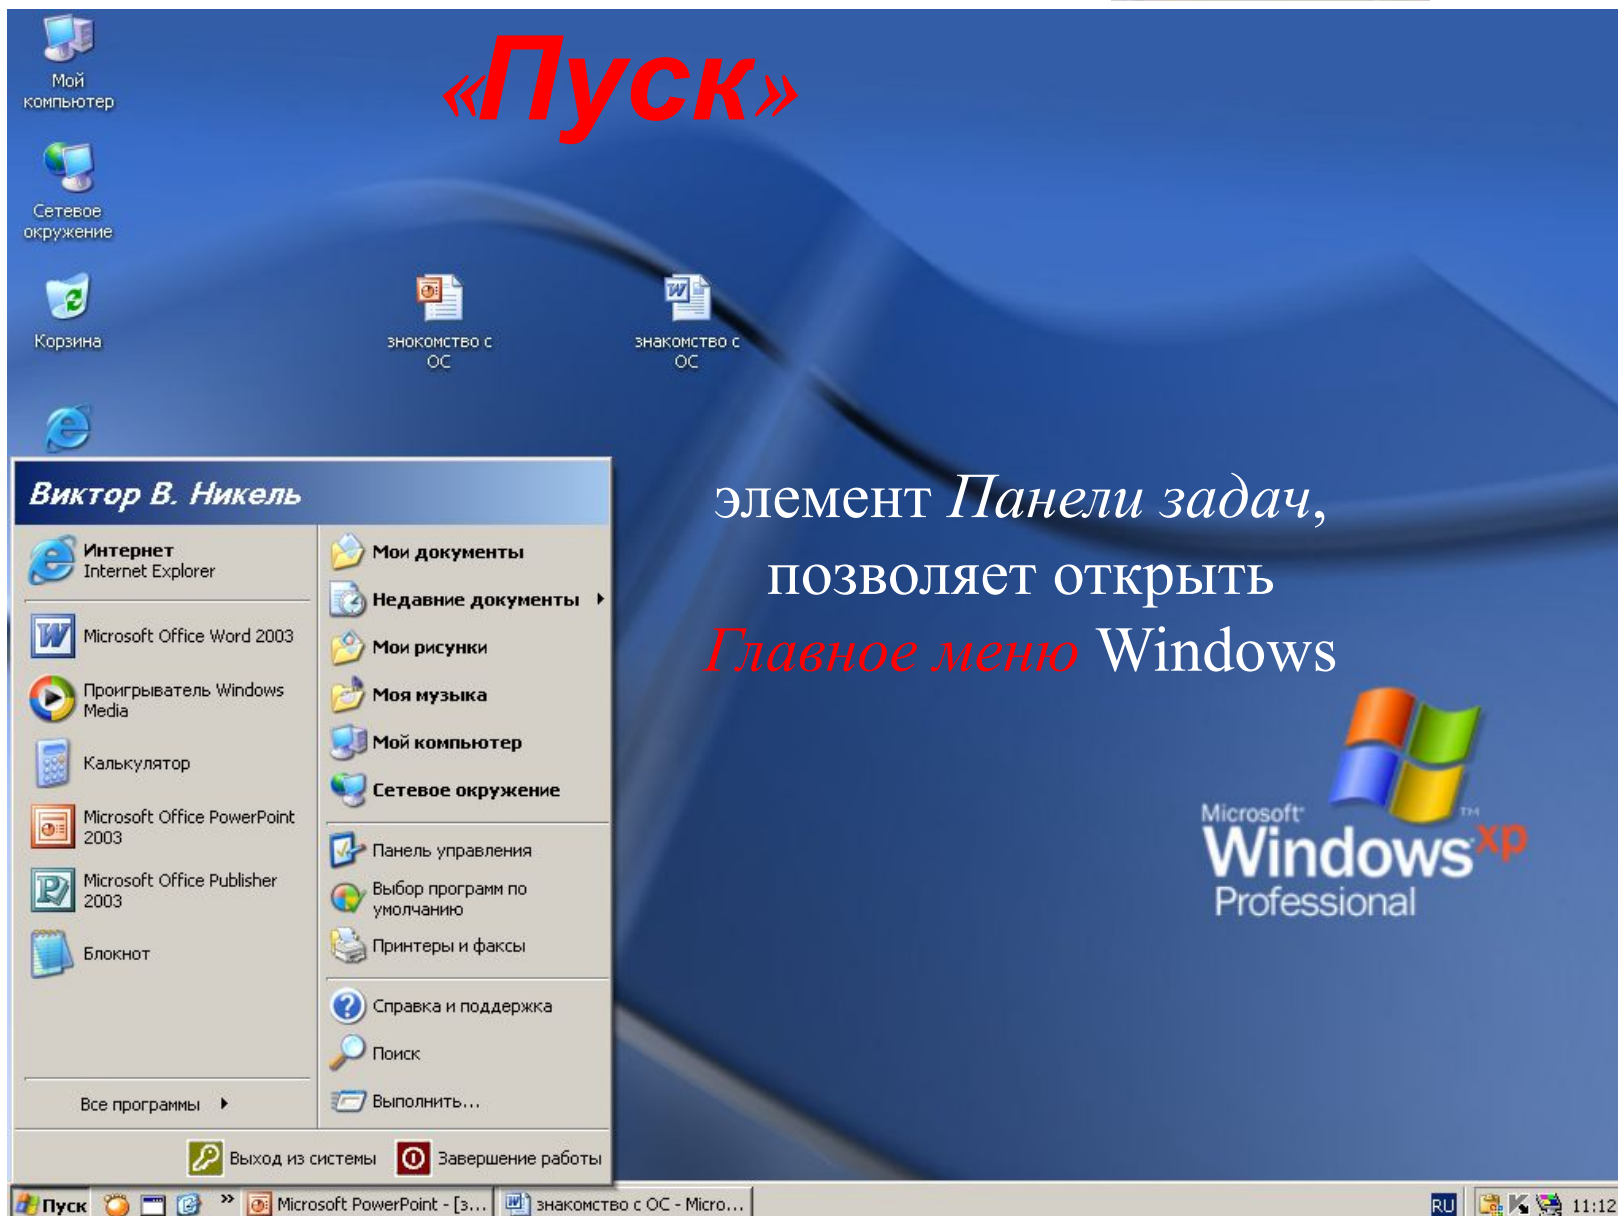 «Пуск»
Мой
компьютер
Сетевое
окружение
Корзина
знокомство с
ОС
знакомство с
ОС
элемент Панели задач,
позволяет открыть
Главное меню Windows
Виктор В. Никель
Интернет
Internet Explorer
Microsoft Office Word 2003
Проигрыватель Windows
Media
Калькулятор
Microsoft Office PowerPoint
2003
Microsoft Office Publisher
2003
Блокнот
Все программы
Мои документы
Недавние документы
Мои рисунки
Моя музыка
Мой компьютер
Сетевое окружение
Панель управления
Выбор программ по
умолчанию
Принтеры и факсы
Справка и поддержка
Поиск
Выполнить...
Выход из системы
Завершение работы
Microsoft
Windows xp
TM
Professional
Пуск
»
Microsoft PowerPoint - [з...
знакомство с ОС - Micro...
RU
11:12